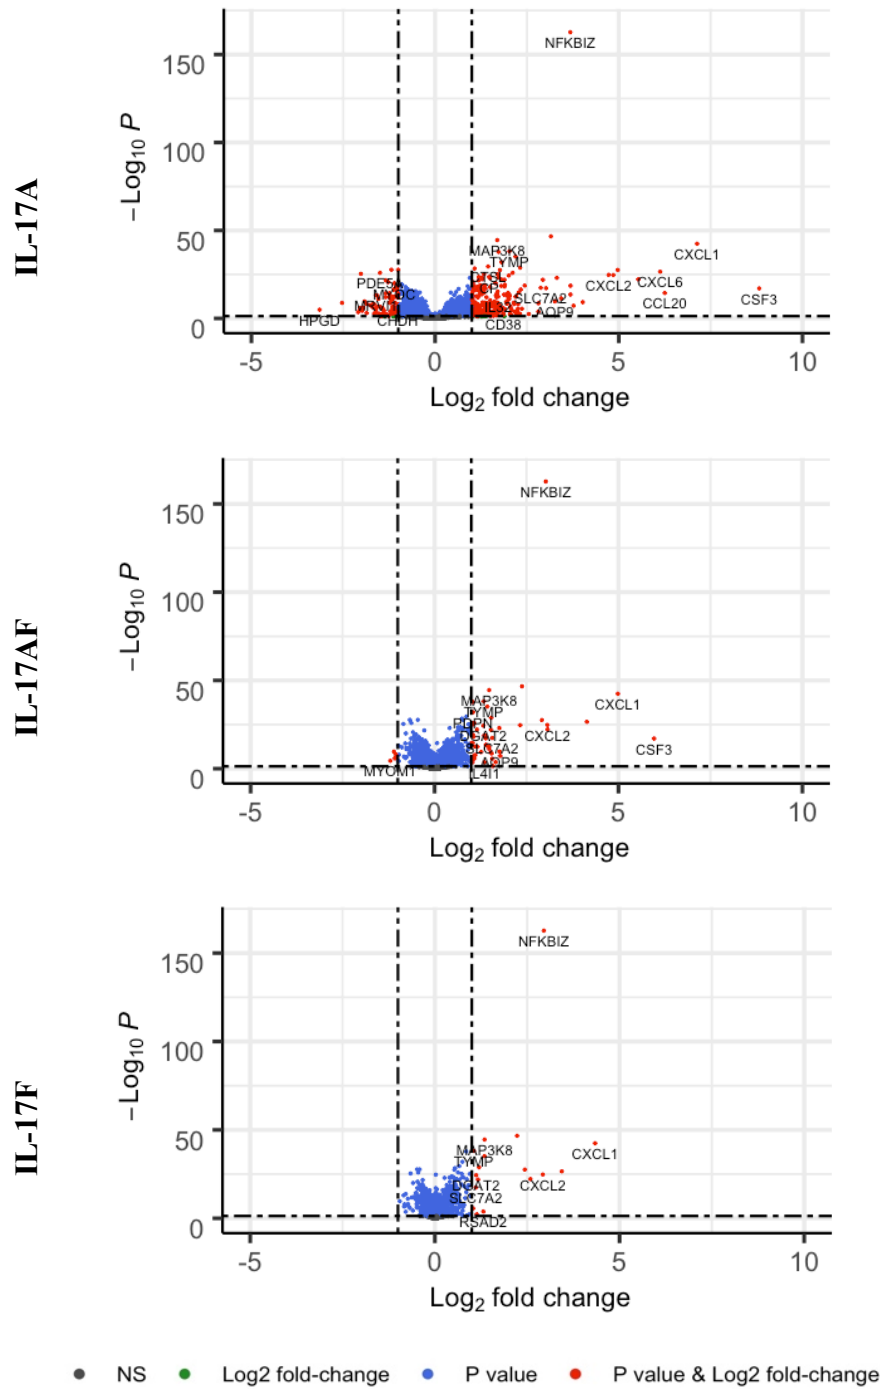 IL-17A
−Log10 P
150
100
50
0
NFKBIZ
MAP3K8
TYMP
CXCL1
PDE5A
CTSL
CP
CXCL2
CXCL6
MYOC
SLC7A2
CCL20
CSF3
IL32
AQP9
HPGD
CHDH
CD38
-5
0
5
10
Log2 fold change
IL-17AF
−Log10 P
150
100
50
0
NFKBIZ
MAP3K8
CXCL1
TYMP
PDPN
DGAT2
CXCL2
SLC7A2
CSF3
AQP9
MYOM1
IL4I1
-5
0
5
10
Log2 fold change
IL-17F
−Log10 P
150
100
50
0
NFKBIZ
MAP3K8
CXCL1
TYMP
DGAT2
CXCL2
SLC7A2
RSAD2
-5
0
5
10
Log2 fold change
NS
Log2 fold-change
P value
P value & Log2 fold-change